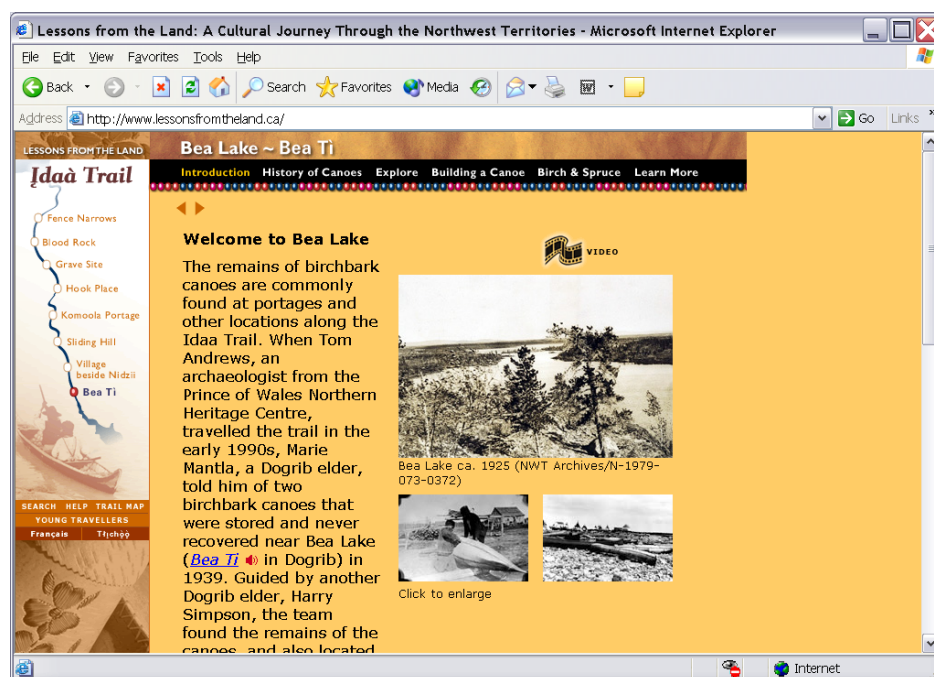 Lessons from the Land: A Cultural Journey Through the Northwest Territories - Microsoft Internet Explorer
File Edit View Favorites Tools Help
Back Search Favorites Media
Address http://www.lessonsfromtheland.ca/ Go Links
LESSONS FROM THE LAND
Įdaà Trail
Fence Narrows
Blood Rock
Grave Site
Hook Place
Komoola Portage
Sliding Hill
Village
beside Nidzii
Bea Tì
SEARCH HELP TRAIL MAP
YOUNG TRAVELLERS
Français Tłįchǫ̀
Bea Lake ~ Bea Tì
Introduction History of Canoes Explore Building a Canoe Birch & Spruce Learn More
Welcome to Bea Lake
The remains of birchbark
canoes are commonly
found at portages and
other locations along the
Idaa Trail. When Tom
Andrews, an
archaeologist from the
Prince of Wales Northern
Heritage Centre,
travelled the trail in the
early 1990s, Marie
Mantla, a Dogrib elder,
told him of two
birchbark canoes that
were stored and never
recovered near Bea Lake
(Bea Ti in Dogrib) in
1939. Guided by another
Dogrib elder, Harry
Simpson, the team
found the remains of the
canoes, and also located
VIDEO
Bea Lake ca. 1925 (NWT Archives/N-1979-
073-0372)
Click to enlarge
Internet